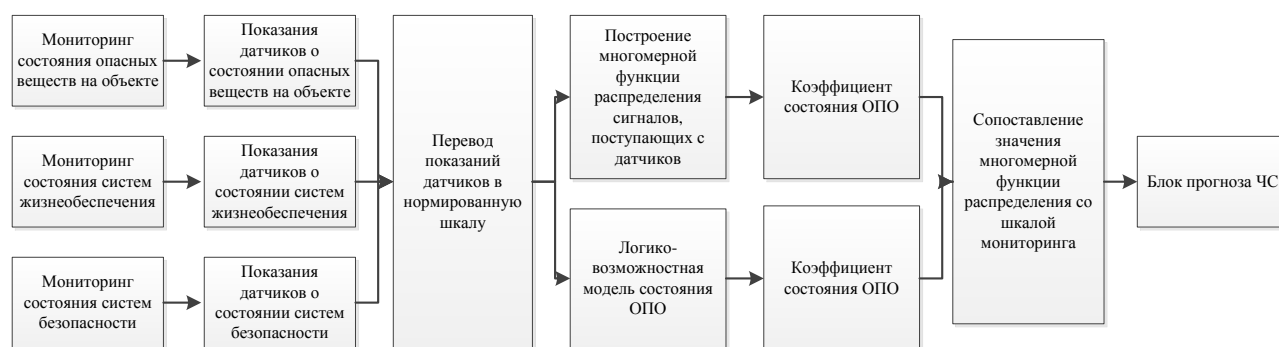 Мониторинг
состояния опасных
веществ на объекте
Показания
датчиков о
состоянии опасных
веществ на объекте
Мониторинг
состояния систем
жизнеобеспечения
Показания
датчиков о
состоянии систем
жизнеобеспечения
Мониторинг
состояния систем
безопасности
Показания
датчиков о
состоянии систем
безопасности
Перевод
показаний
датчиков в
нормированную
шкалу
Построение
многомерной
функции
распределения
сигналов,
поступающих с
датчиков
Коэффициент
состояния ОПО
Логико-
возможностная
модель состояния
ОПО
Коэффициент
состояния ОПО
Сопоставление
значения
многомерной
функции
распределения со
шкалой
мониторинга
Блок прогноза ЧС